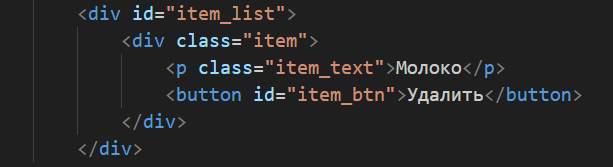 <div id="item_list">
<div class="item">
<p class="item_text">Молоко</p>
<button id="item_btn">Удалить</button>
</div>
</div>